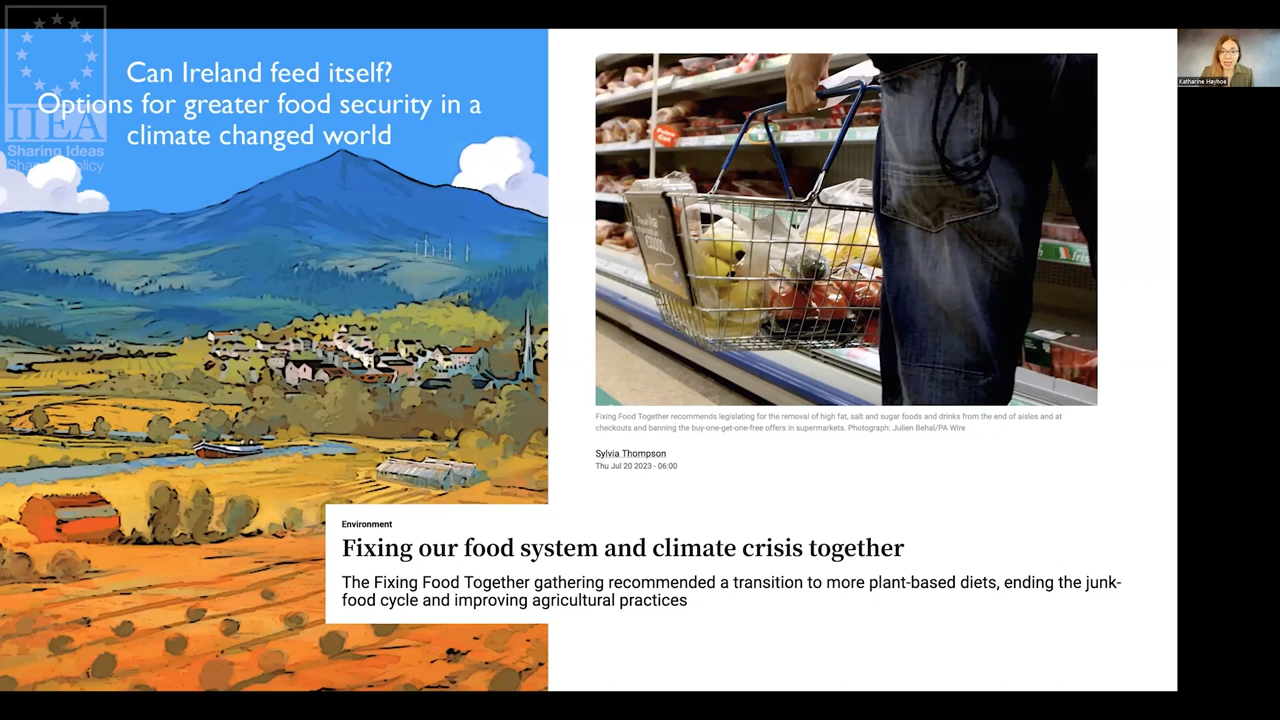 IIEA
Sharing Ideas
Can Ireland feed itself?
Options for greater food security in a
climate changed world
Katharine Hayhoe
Fixing Food Together recommends legislating for the removal of high fat, salt and sugar foods and drinks from the end of aisles and at
checkouts and banning the buy-one-get-one-free offers in supermarkets. Photograph: Julien Behal/PA Wire
Sylvia Thompson
Thu Jul 20 2023 - 06:00
Environment
Fixing our food system and climate crisis together
The Fixing Food Together gathering recommended a transition to more plant-based diets, ending the junk-
food cycle and improving agricultural practices